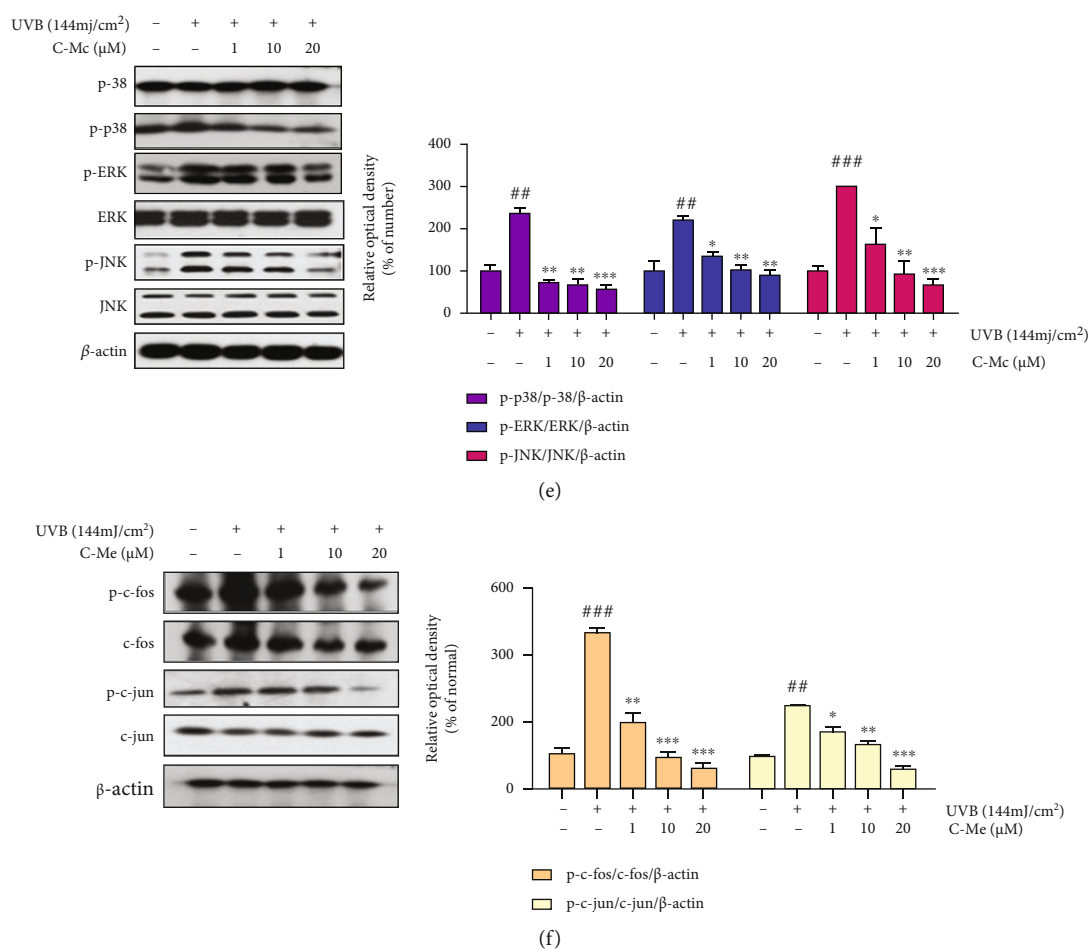 UVB (144mj/cm²) – + + + +
C-Mc (μM) – – 1 10 20
p-38
p-p38
p-ERK
ERK
p-JNK
JNK
β-actin
Relative optical density
(% of number)
400
300
200
100
0
##
**
**
***
##
*
**
**
###
*
**
***
– + + + + – + + + + – + + + + UVB (144mj/cm²)
– – 1 10 20 – – 1 10 20 – – 1 10 20 C-Mc (μM)
p-p38/p-38/β-actin
p-ERK/ERK/β-actin
p-JNK/JNK/β-actin
(e)
UVB (144mJ/cm²) – + + + +
C-Me (μM) – – 1 10 20
p-c-fos
c-fos
p-c-jun
c-jun
β-actin
Relative optical density
(% of normal)
600
300
200
0
###
**
***
***
##
*
**
***
– + + + + – + + + + UVB (144mJ/cm²)
– – 1 10 20 – – 1 10 20 C-Me (μM)
p-c-fos/c-fos/β-actin
p-c-jun/c-jun/β-actin
(f)